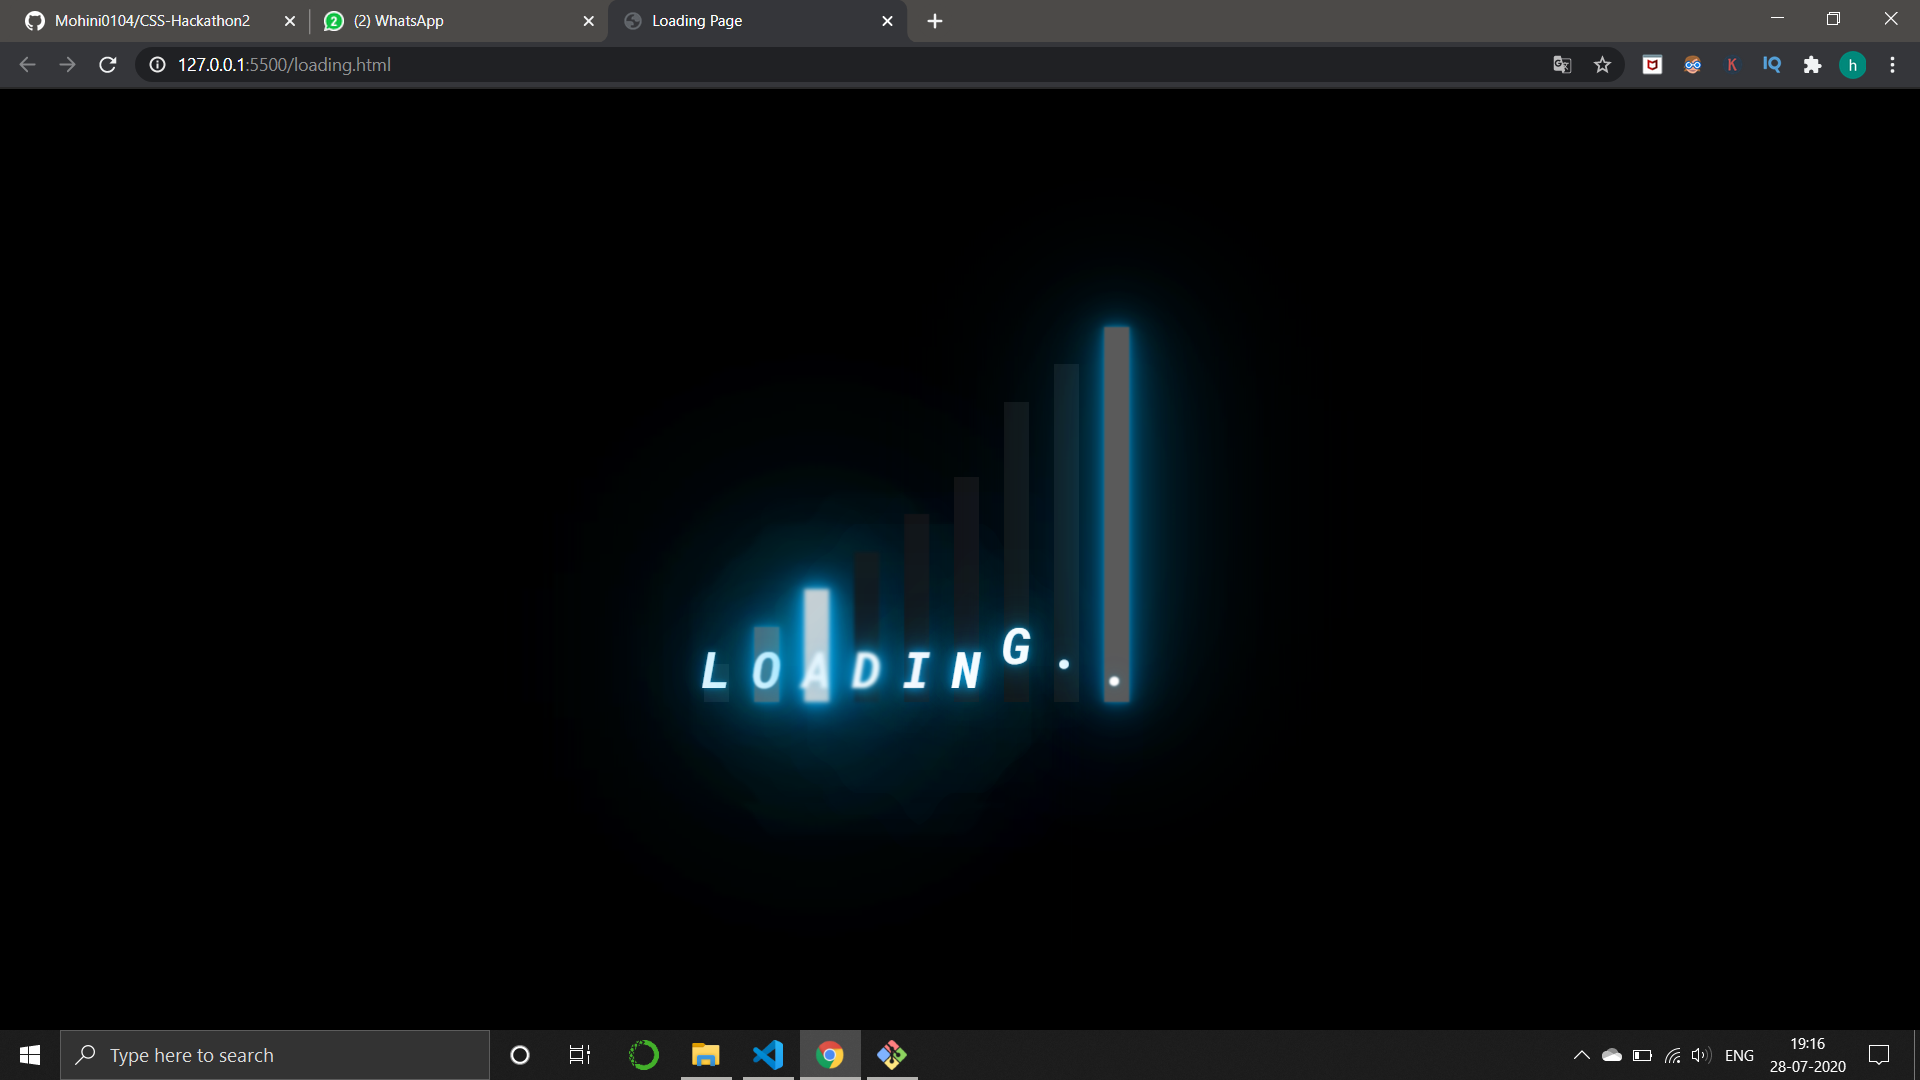 Mohini0104/CSS-Hackathon2
(2) WhatsApp
Loading Page
127.0.0.1:5500/loading.html
K
IQ
h
LOADING..
Type here to search
ENG
19:16
28-07-2020